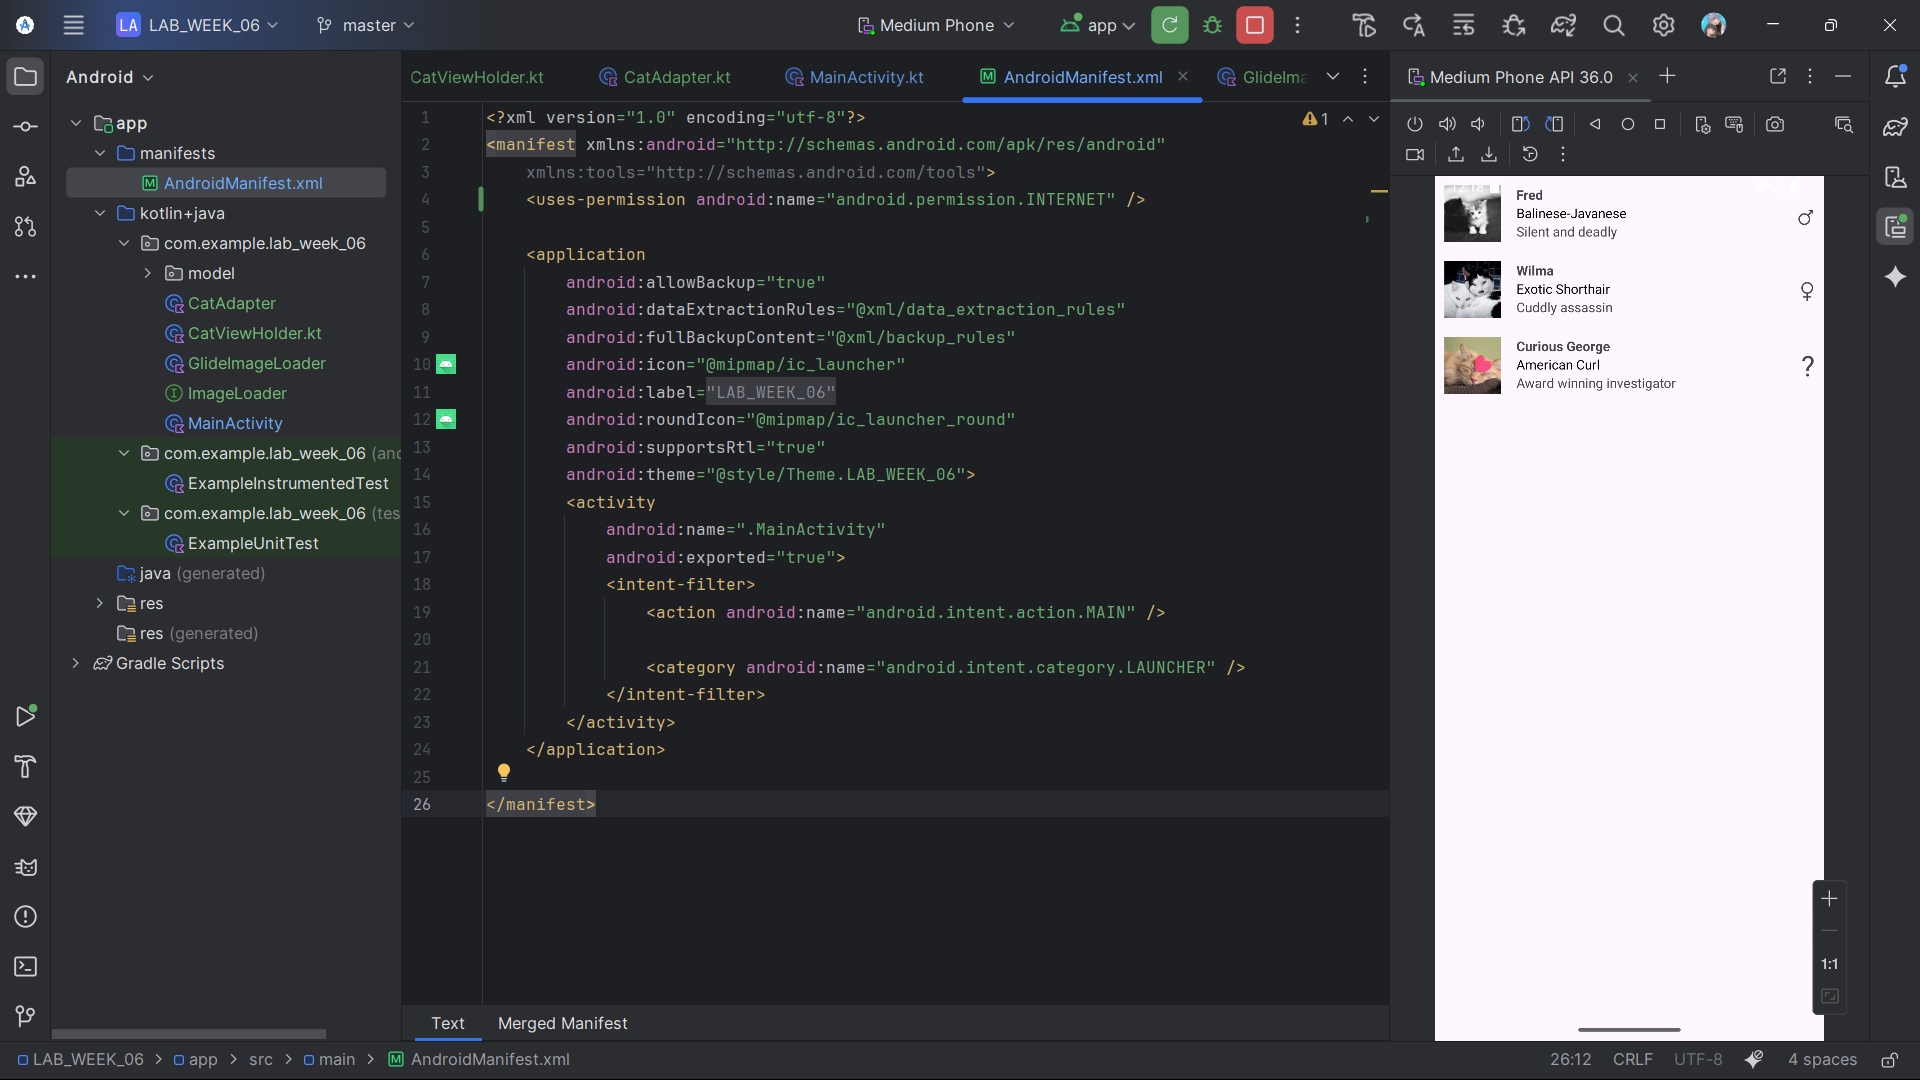 LA LAB_WEEK_06 master Medium Phone app
Android
app
manifests
AndroidManifest.xml
kotlin+java
com.example.lab_week_06
model
CatAdapter
CatViewHolder.kt
GlideImageLoader
ImageLoader
MainActivity
com.example.lab_week_06 (anc
ExampleInstrumentedTest
com.example.lab_week_06 (tes
ExampleUnitTest
java (generated)
res
res (generated)
Gradle Scripts
CatViewHolder.kt CatAdapter.kt MainActivity.kt AndroidManifest.xml GlideIma
1 <?xml version="1.0" encoding="utf-8"?>
2 <manifest xmlns:android="http://schemas.android.com/apk/res/android"
3 xmlns:tools="http://schemas.android.com/tools">
4 <uses-permission android:name="android.permission.INTERNET" />
5
6 <application
7 android:allowBackup="true"
8 android:dataExtractionRules="@xml/data_extraction_rules"
9 android:fullBackupContent="@xml/backup_rules"
10 android:icon="@mipmap/ic_launcher"
11 android:label="LAB_WEEK_06"
12 android:roundIcon="@mipmap/ic_launcher_round"
13 android:supportsRtl="true"
14 android:theme="@style/Theme.LAB_WEEK_06">
15 <activity
16 android:name=".MainActivity"
17 android:exported="true">
18 <intent-filter>
19 <action android:name="android.intent.action.MAIN" />
20
21 <category android:name="android.intent.category.LAUNCHER" />
22 </intent-filter>
23 </activity>
24 </application>
25
26 </manifest>
1
Text Merged Manifest
Medium Phone API 36.0
Fred
Balinese-Javanese
Silent and deadly
♂
Wilma
Exotic Shorthair
Cuddly assassin
♀
Curious George
American Curl
Award winning investigator
?
1:1
LAB_WEEK_06 > app > src > main > AndroidManifest.xml
26:12 CRLF UTF-8 4 spaces